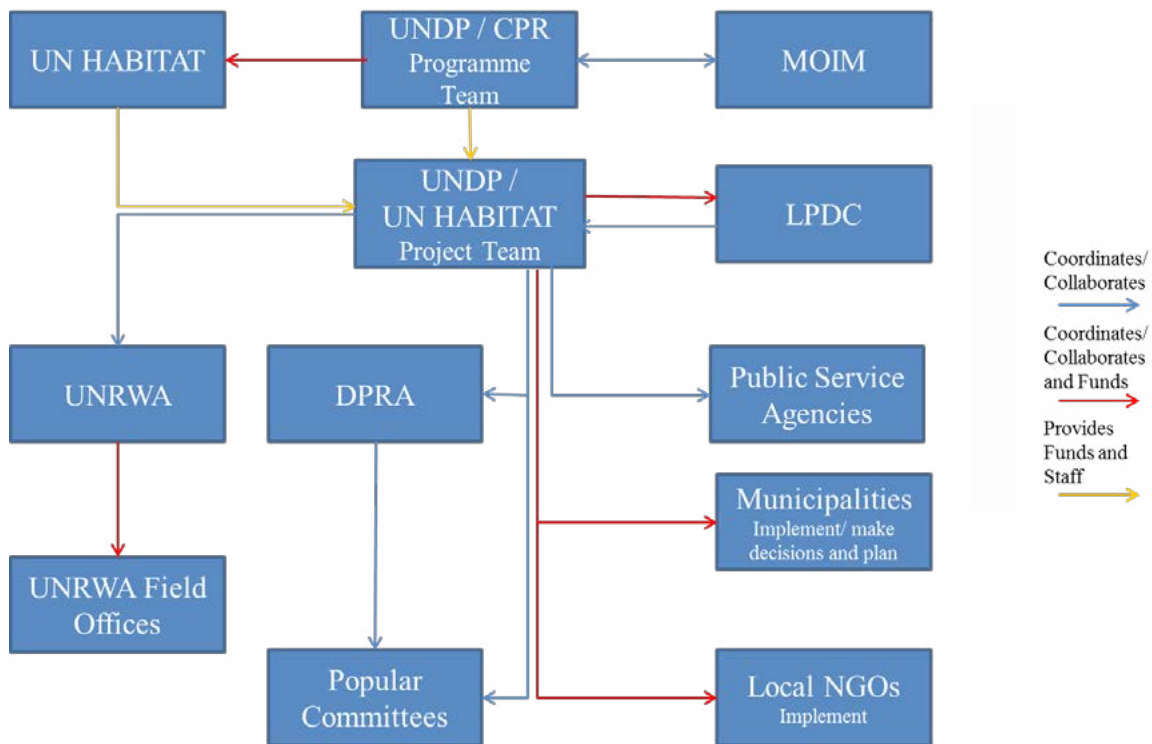 UN HABITAT
UNDP / CPR
Programme
Team
MOIM
UNDP /
UN HABITAT
Project Team
LPDC
Coordinates/
Collaborates
Coordinates/
Collaborates
and Funds
Provides
Funds and
Staff
UNRWA
DPRA
Public Service
Agencies
Municipalities
Implement/ make
decisions and plan
UNRWA Field
Offices
Popular
Committees
Local NGOs
Implement